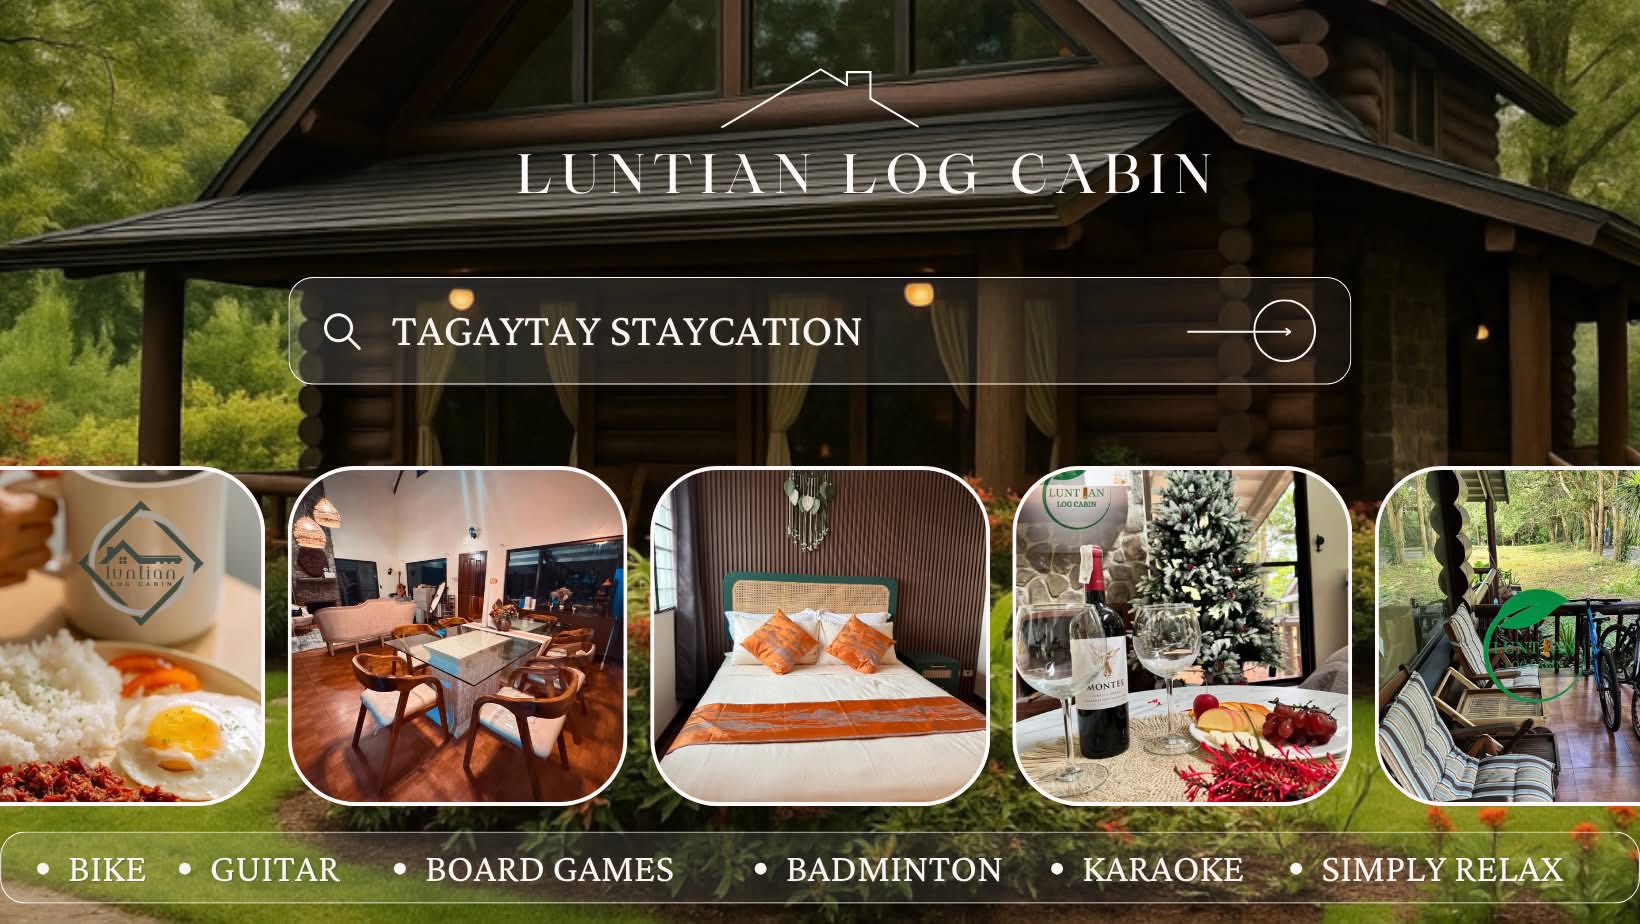 LUNTIAN LOG CABIN
TAGAYTAY STAYCATION
luntian
LOG CABIN
LUNTIAN
LOG CABIN
MONTES
LUNTIAN
• BIKE • GUITAR • BOARD GAMES • BADMINTON • KARAOKE • SIMPLY RELAX